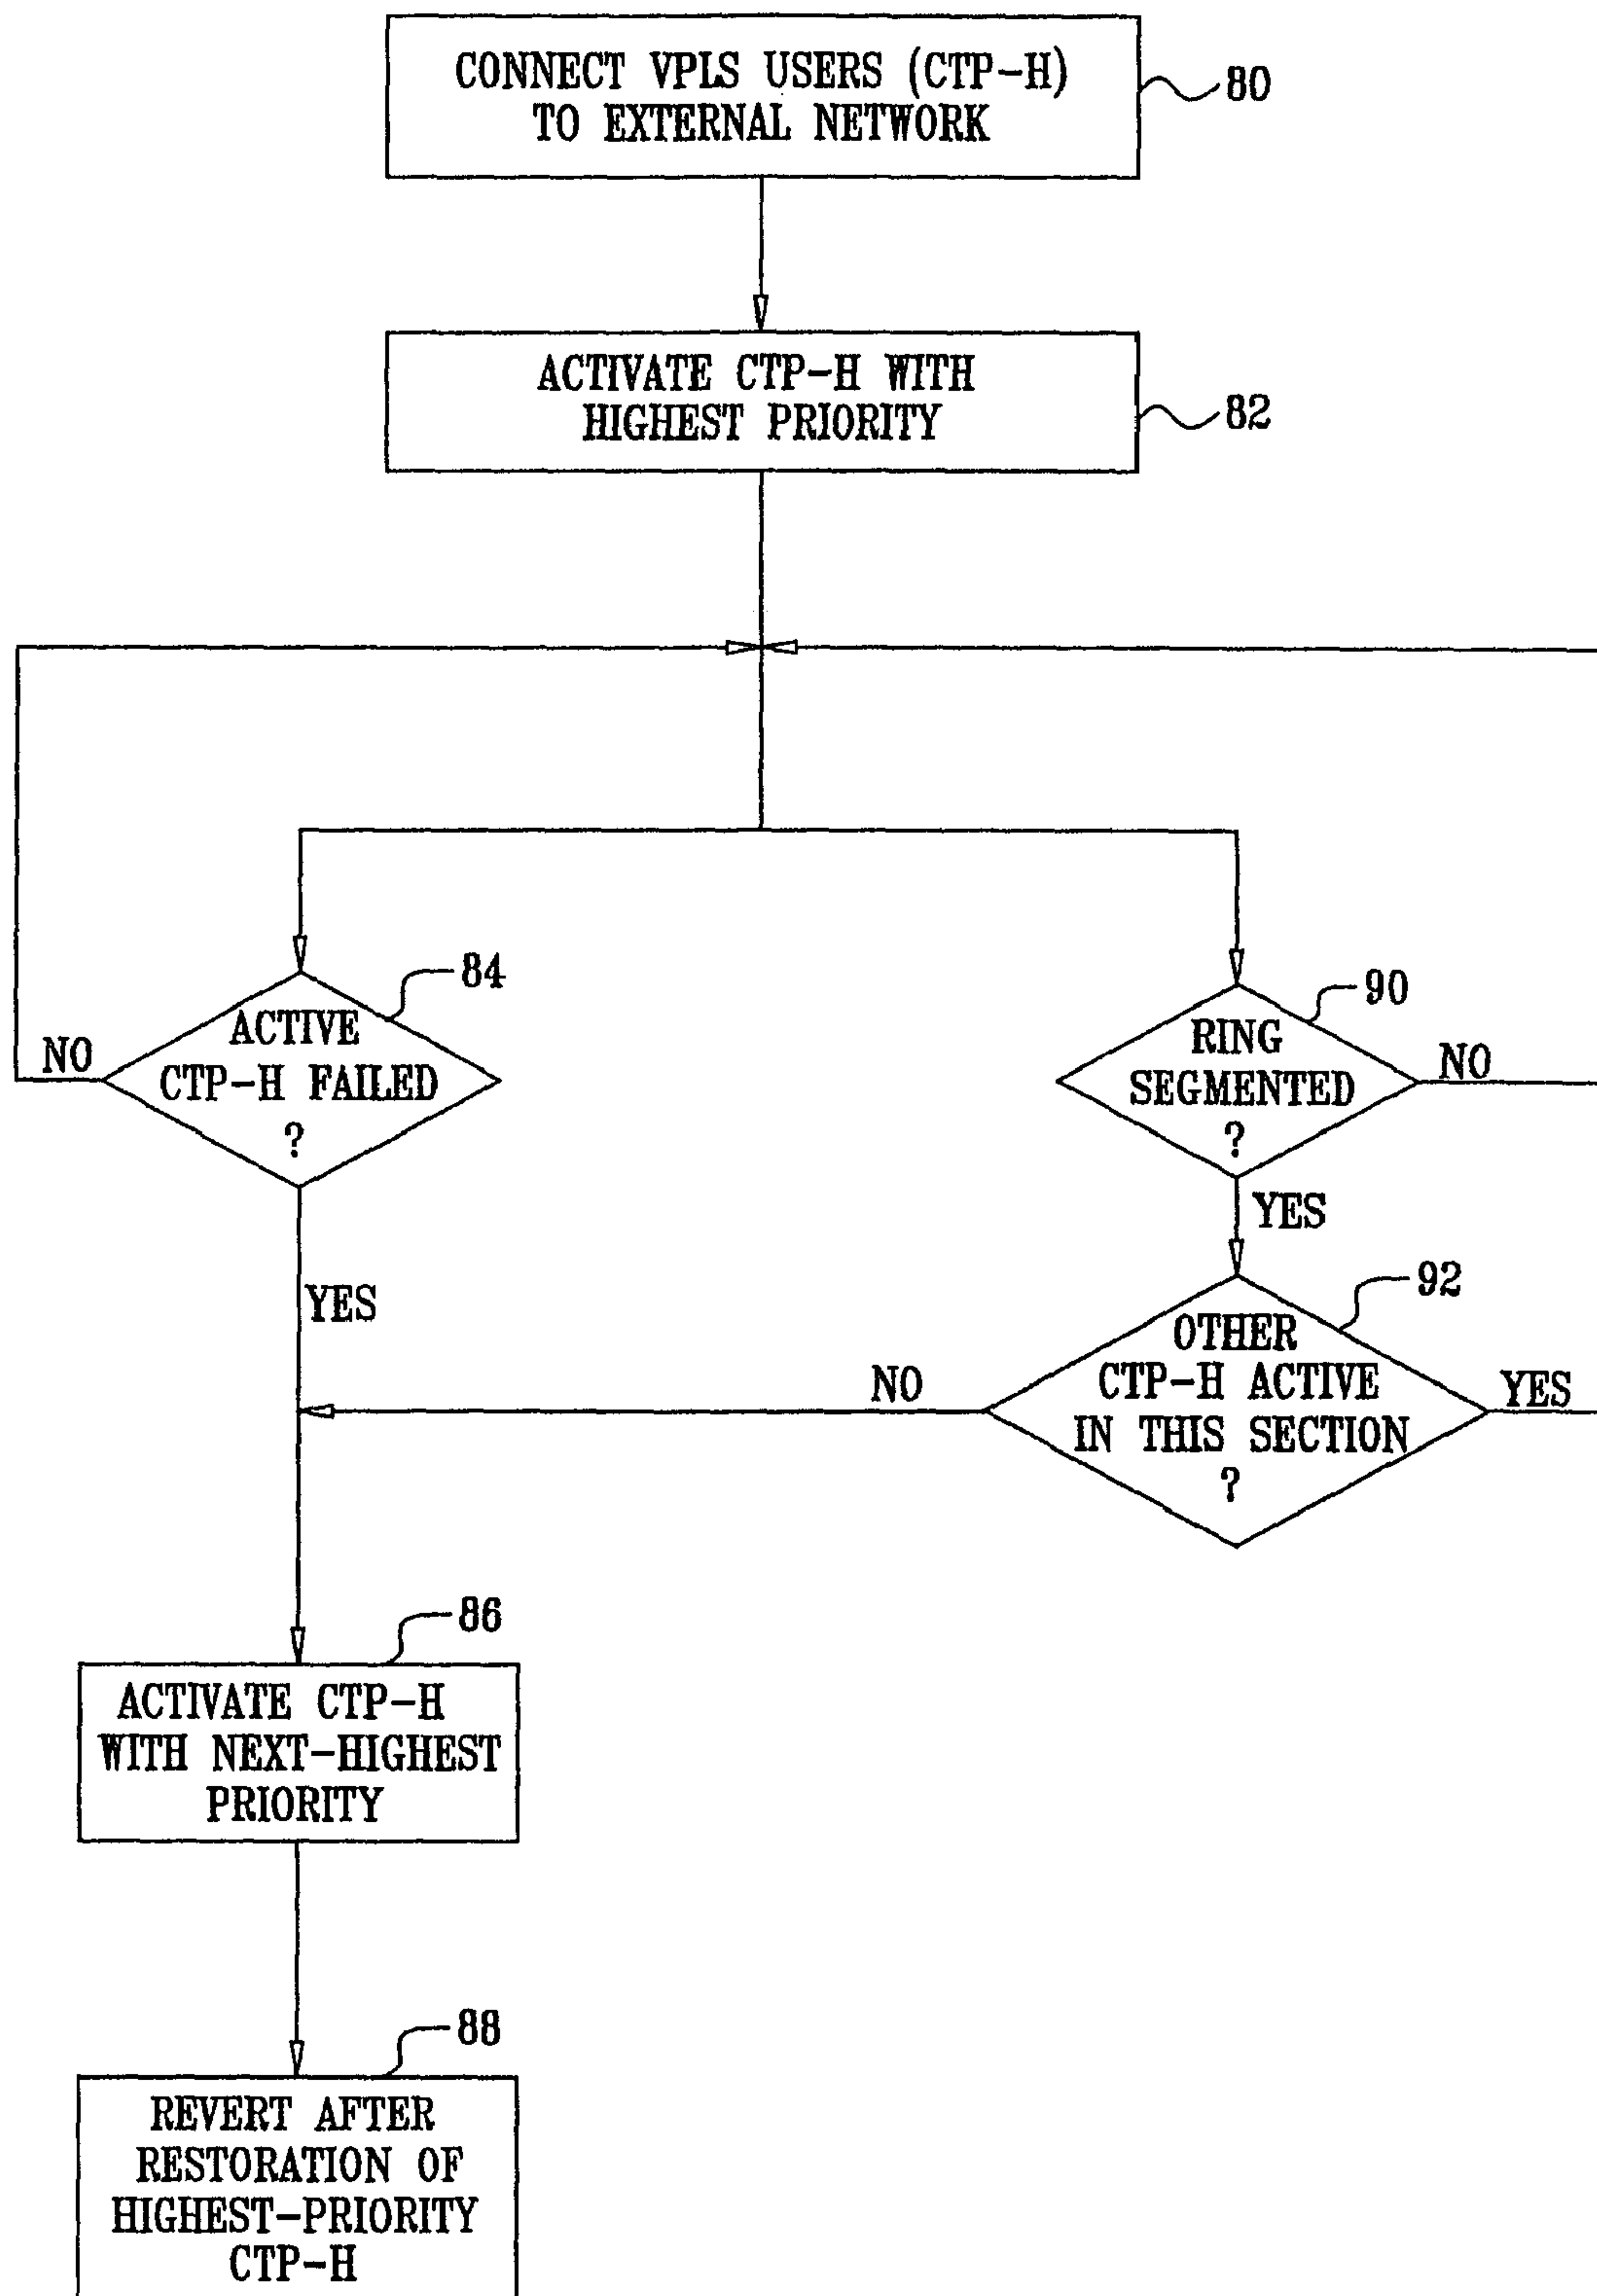 CONNECT VPLS USERS (CTP-H)
TO EXTERNAL NETWORK
80
ACTIVATE CTP-H WITH
HIGHEST PRIORITY
82
84
ACTIVE
CTP-H FAILED
?
NO
YES
90
RING
SEGMENTED
?
NO
YES
92
OTHER
CTP-H ACTIVE
IN THIS SECTION
?
NO
YES
86
ACTIVATE CTP-H
WITH NEXT-HIGHEST
PRIORITY
88
REVERT AFTER
RESTORATION OF
HIGHEST-PRIORITY
CTP-H